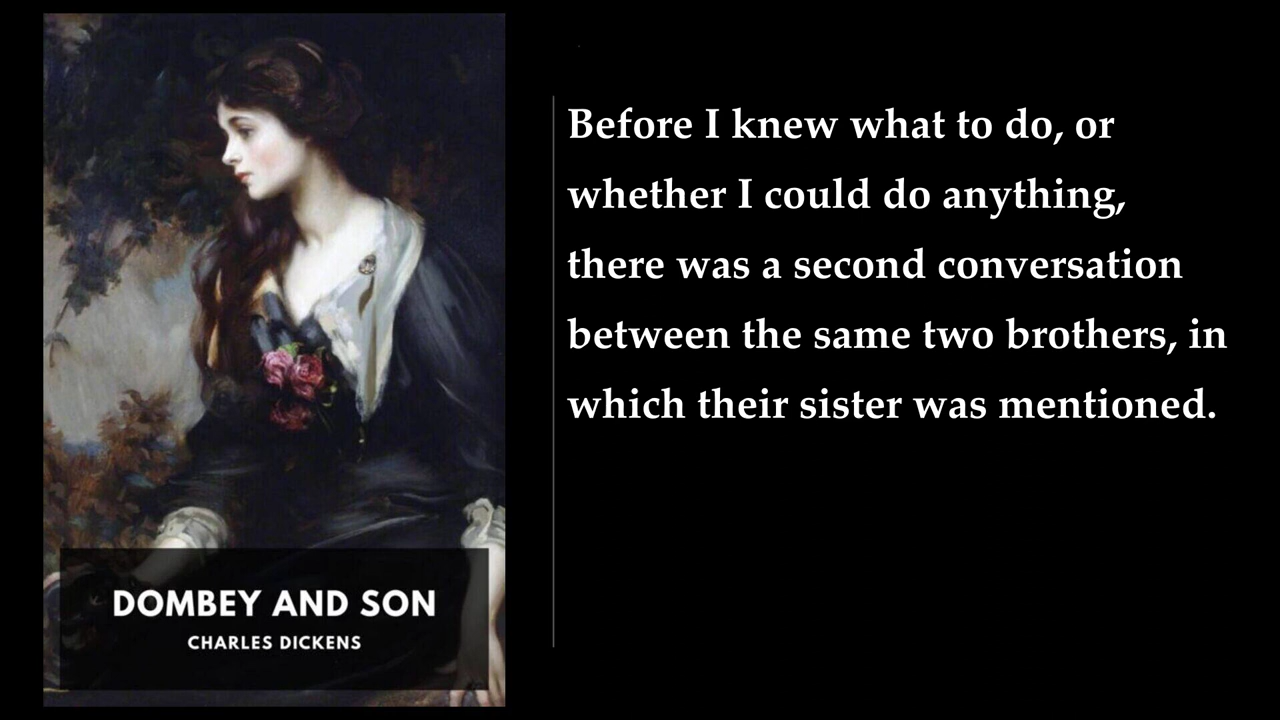 DOMBEY AND SON
CHARLES DICKENS
Before I knew what to do, or
whether I could do anything,
there was a second conversation
between the same two brothers, in
which their sister was mentioned.